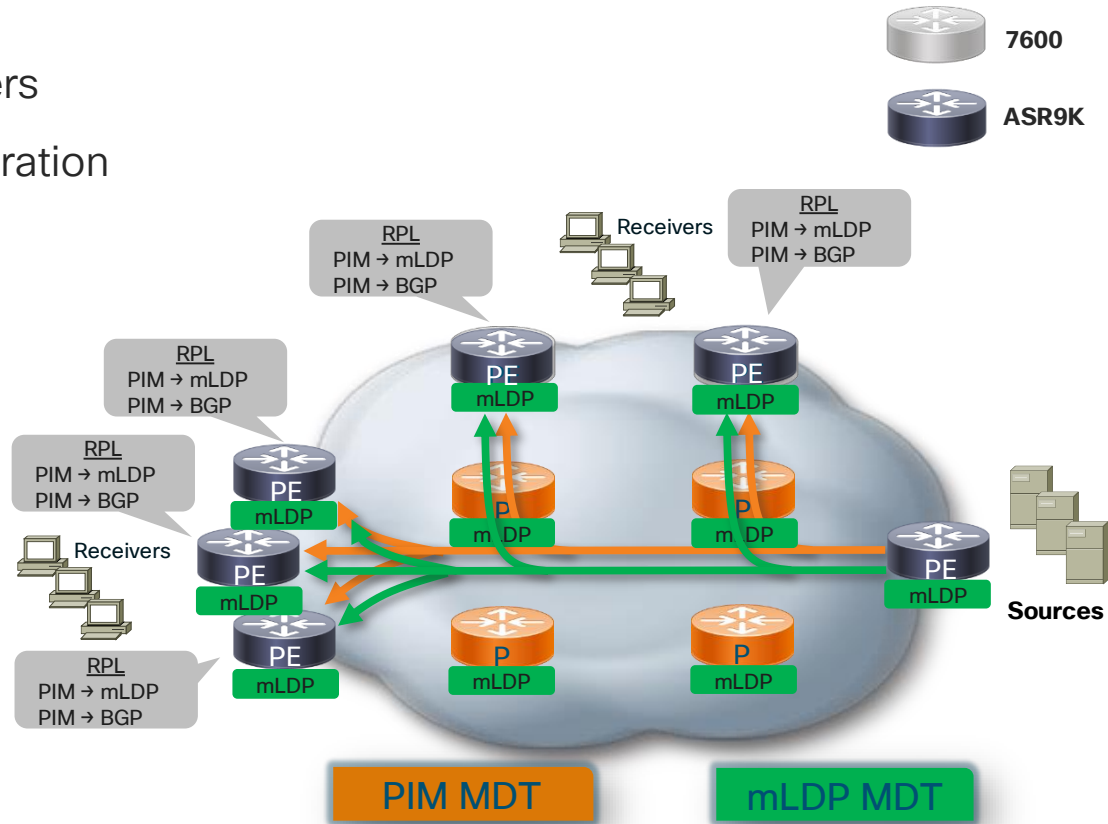 7600
ASR9K
ers
ration
RPL
PIM → mLDP
PIM → BGP
Receivers
RPL
PIM → mLDP
PIM → BGP
RPL
PIM → mLDP
PIM → BGP
PE
mLDP
PE
mLDP
RPL
PIM → mLDP
PIM → BGP
PE
mLDP
P
mLDP
P
mLDP
Receivers
PE
mLDP
PE
mLDP
Sources
PE
mLDP
P
mLDP
P
mLDP
RPL
PIM → mLDP
PIM → BGP
PIM MDT
mLDP MDT